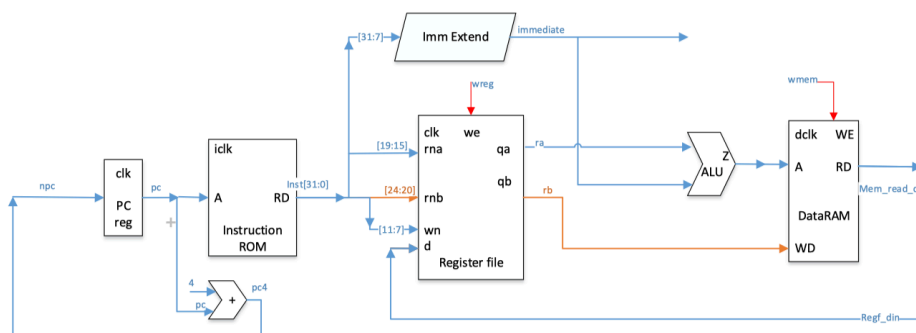 [31:7]
Imm Extend
immediate
wreg
wmem
clk we
rna
qa
qb
rnb
wn
d
Register file
[19:15]
[24:20]
[11:7]
ra
rb
Z
ALU
dclk WE
A
RD
DataRAM
WD
Mem_read_d
npc
clk
PC
reg
pc
iclk
A
RD
Instruction
ROM
Inst[31:0]
4
pc
+
pc4
Regf_din